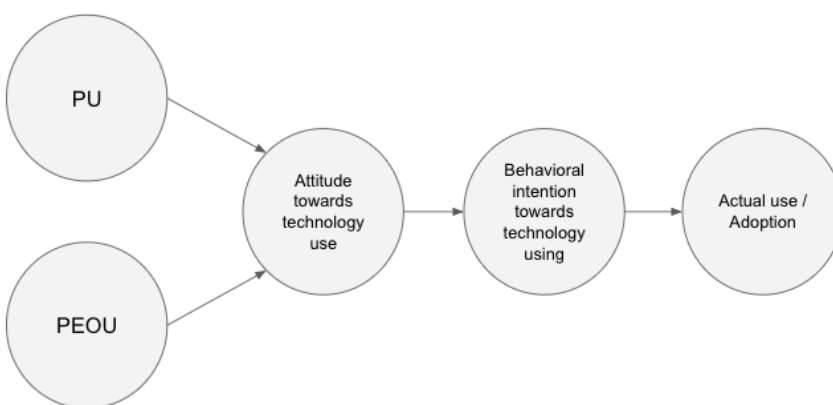 PU
PEOU
Attitude
towards
technology
use
Behavioral
intention
towards
technology
using
Actual use /
Adoption